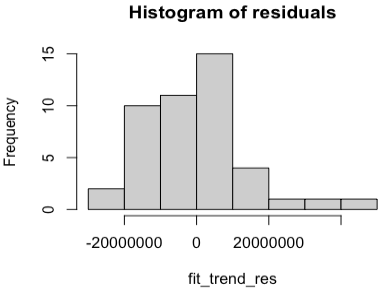 Histogram of residuals
Frequency
15
10
5
0
-20000000 0 20000000
fit_trend_res